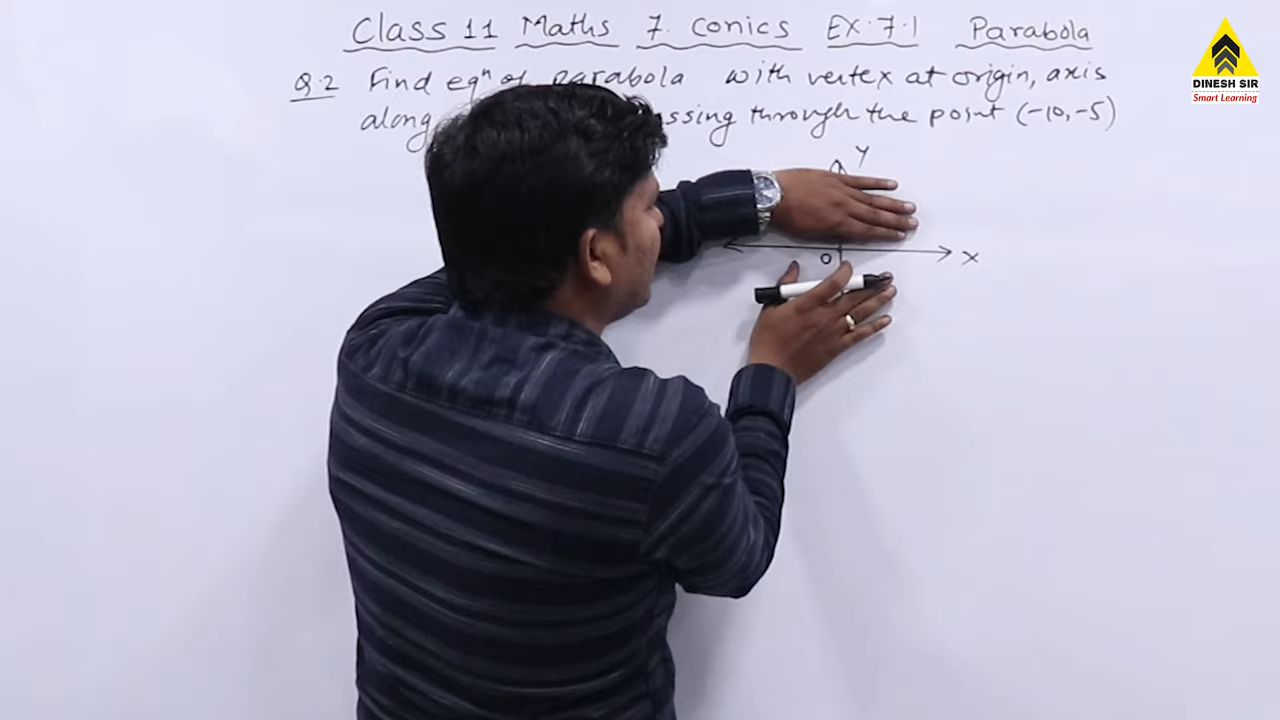 Class 11 Maths 7. Conics Ex. 7.1 Parabola
Q.2 Find eqⁿ of parabola with vertex at origin, axis
along ssing through the point (-10,-5)
Y
O
X
DINESH SIR
Smart Learning